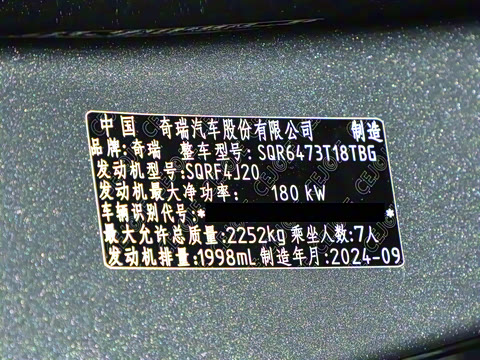 中国 奇瑞汽车股份有限公司 制造
品牌:奇瑞 整车型号:SQR6473T18TBG
发动机型号:SQRF4J20
发动机最大净功率: 180 kW
车辆识别代号:* *
最大允许总质量:2252kg 乘坐人数:7人
发动机排量:1998mL 制造年月:2024-09